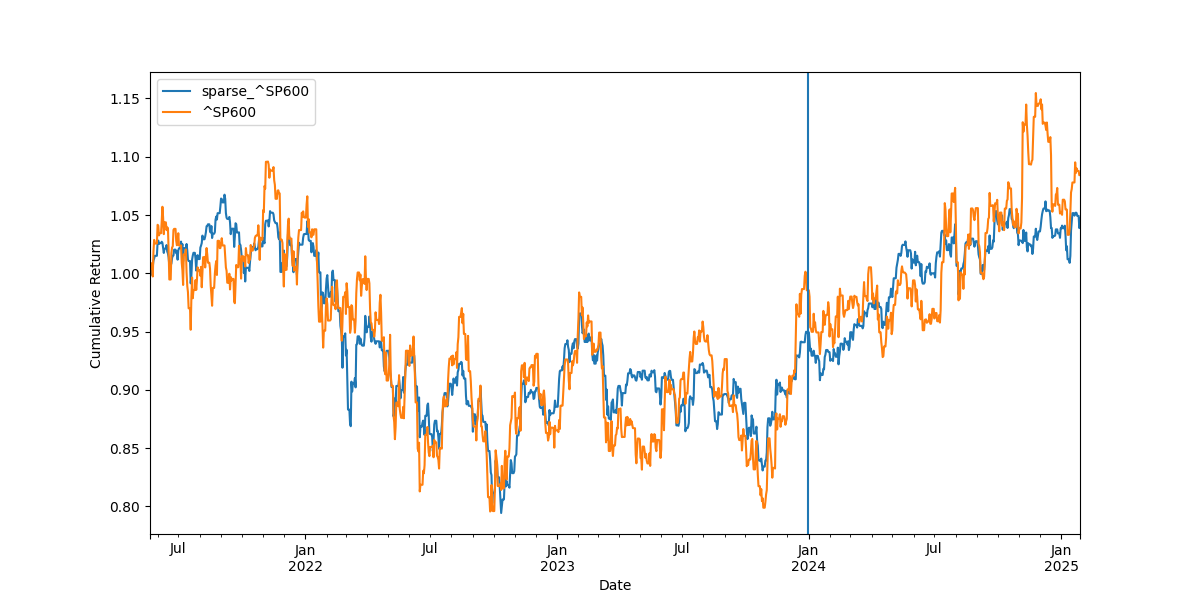 sparse_^SP600
^SP600
1.15
1.10
1.05
1.00
0.95
0.90
0.85
0.80
Cumulative Return
Jul
Jan
2022
Jul
Jan
2023
Jul
Jan
2024
Jul
Jan
2025
Date